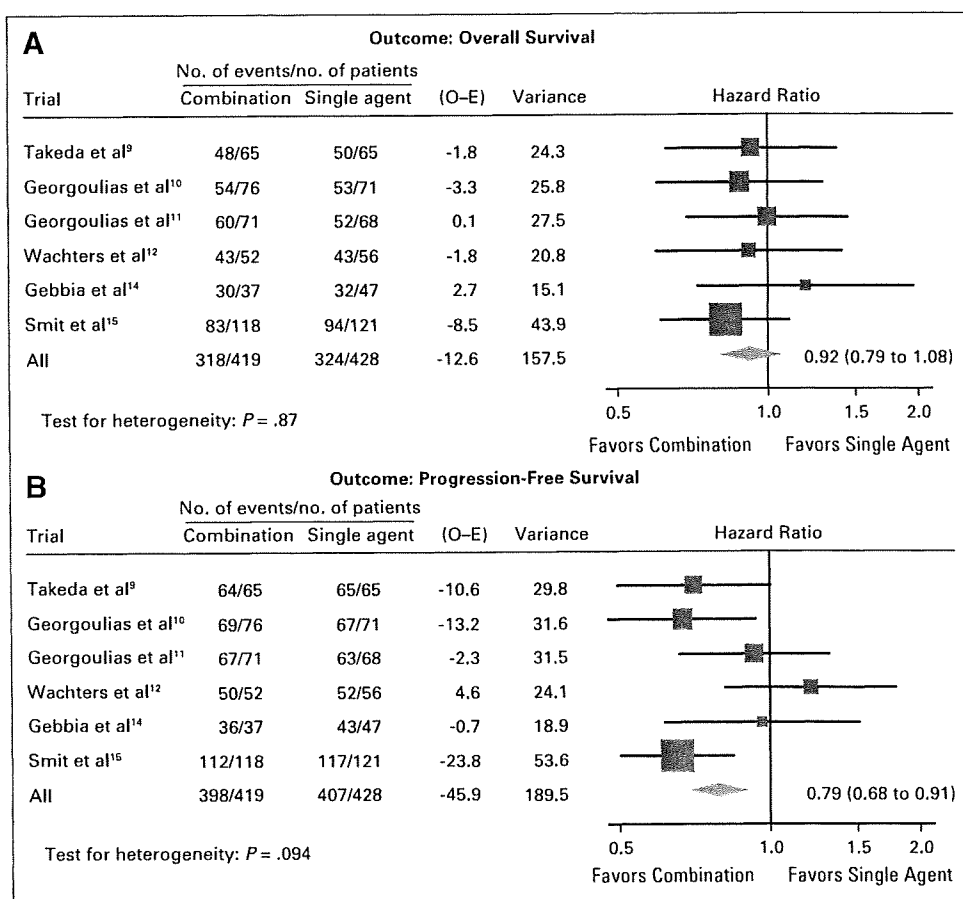 A
Outcome: Overall Survival
No. of events/no. of patients
Trial Combination Single agent (O–E) Variance Hazard Ratio
Takeda et al⁹ 48/65 50/65 -1.8 24.3
Georgoulias et al¹⁰ 54/76 53/71 -3.3 25.8
Georgoulias et al¹¹ 60/71 52/68 0.1 27.5
Wachters et al¹² 43/52 43/56 -1.8 20.8
Gebbia et al¹⁴ 30/37 32/47 2.7 15.1
Smit et al¹⁵ 83/118 94/121 -8.5 43.9
All 318/419 324/428 -12.6 157.5 0.92 (0.79 to 1.08)
Test for heterogeneity: P = .87
0.5 1.0 1.5 2.0
Favors Combination Favors Single Agent
B
Outcome: Progression-Free Survival
No. of events/no. of patients
Trial Combination Single agent (O–E) Variance Hazard Ratio
Takeda et al⁹ 64/65 65/65 -10.6 29.8
Georgoulias et al¹⁰ 69/76 67/71 -13.2 31.6
Georgoulias et al¹¹ 67/71 63/68 -2.3 31.5
Wachters et al¹² 50/52 52/56 4.6 24.1
Gebbia et al¹⁴ 36/37 43/47 -0.7 18.9
Smit et al¹⁵ 112/118 117/121 -23.8 53.6
All 398/419 407/428 -45.9 189.5 0.79 (0.68 to 0.91)
Test for heterogeneity: P = .094
0.5 1.0 1.5 2.0
Favors Combination Favors Single Agent